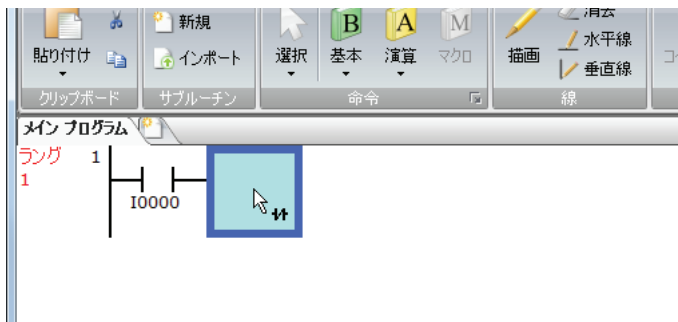 消去
新規
B A M
水平線
貼り付け
インポート
選択 基本 演算 マクロ 描画
垂直線
クリップボード サブルーチン 命令 線
メイン プログラム
ラング 1
1
I0000